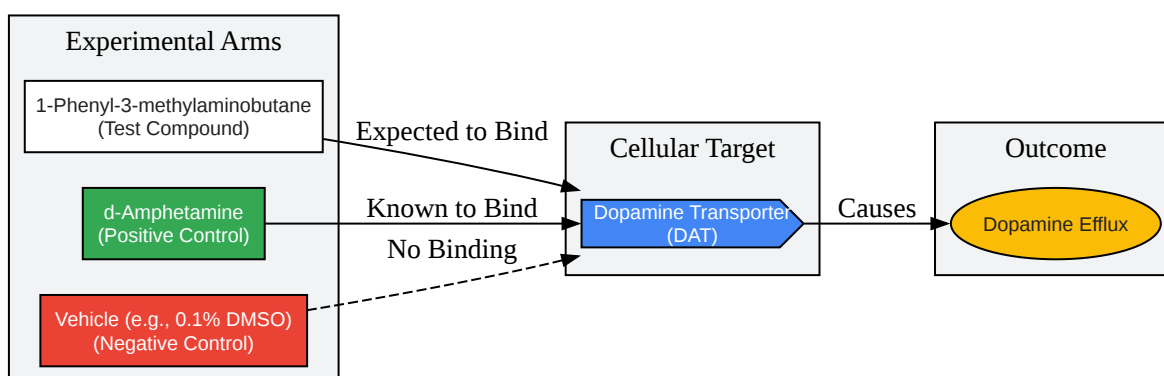 Experimental Arms
1-Phenyl-3-methylaminobutane
(Test Compound)
d-Amphetamine
(Positive Control)
Vehicle (e.g., 0.1% DMSO)
(Negative Control)
Expected to Bind
Known to Bind
No Binding
Cellular Target
Dopamine Transporter
(DAT)
Causes
Outcome
Dopamine Efflux